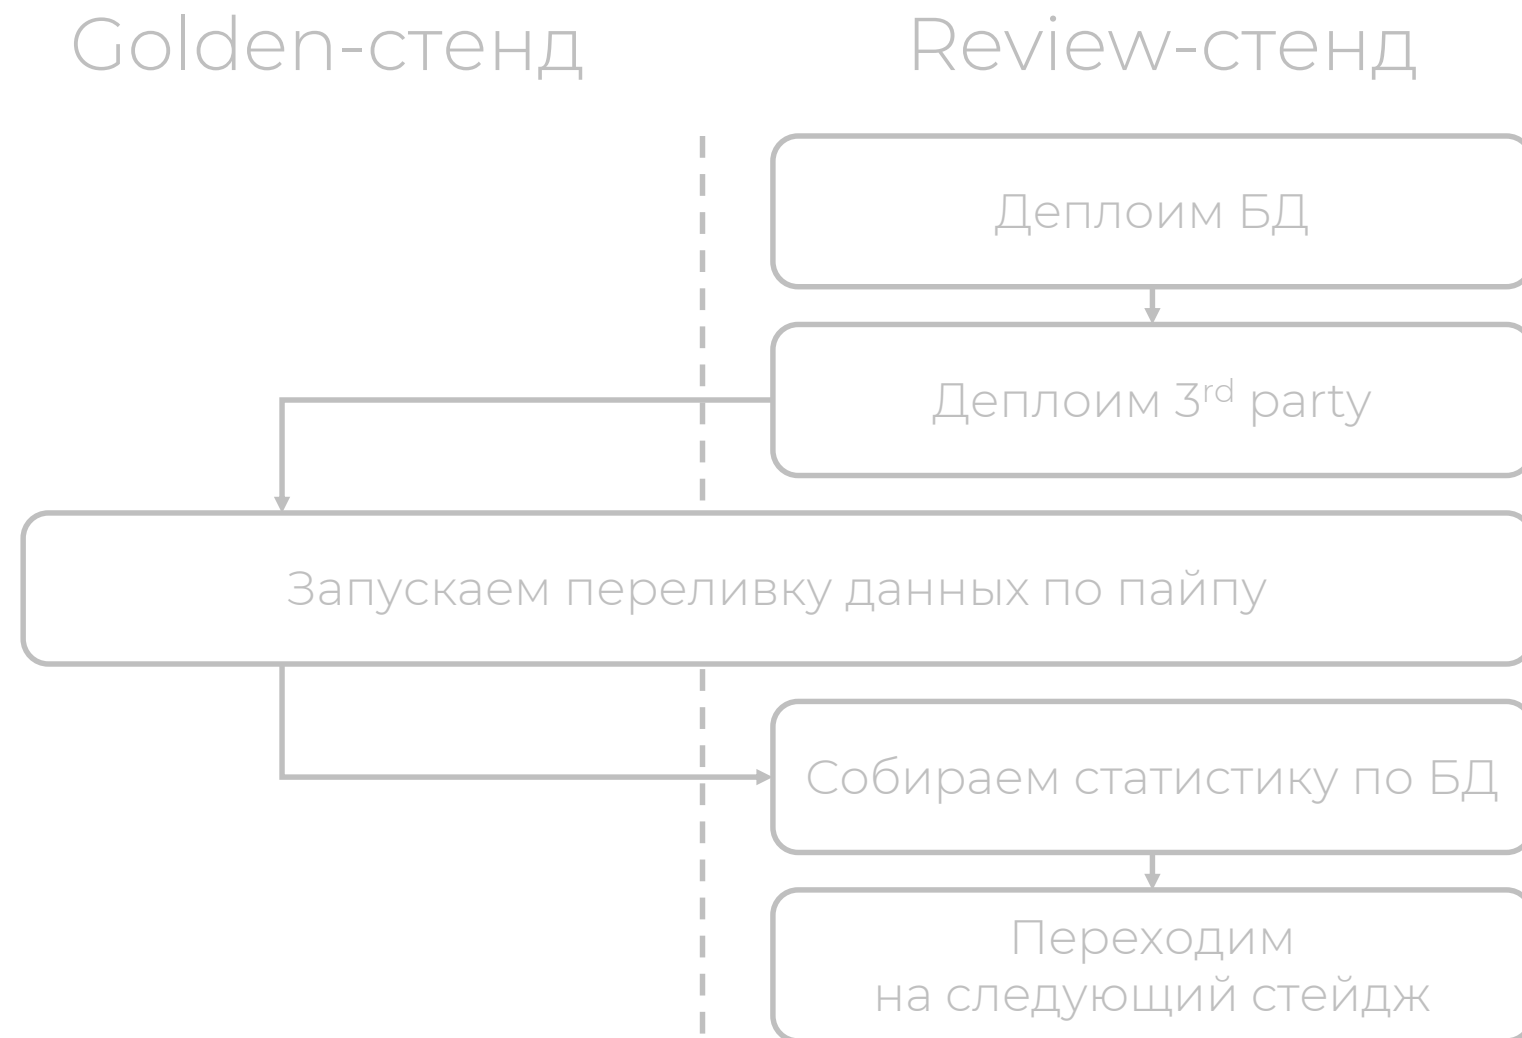 Golden-стенд
Review-стенд
Деплоим БД
Деплоим 3rd party
Запускаем переливку данных по пайпу
Собираем статистику по БД
Переходим
на следующий стейдж